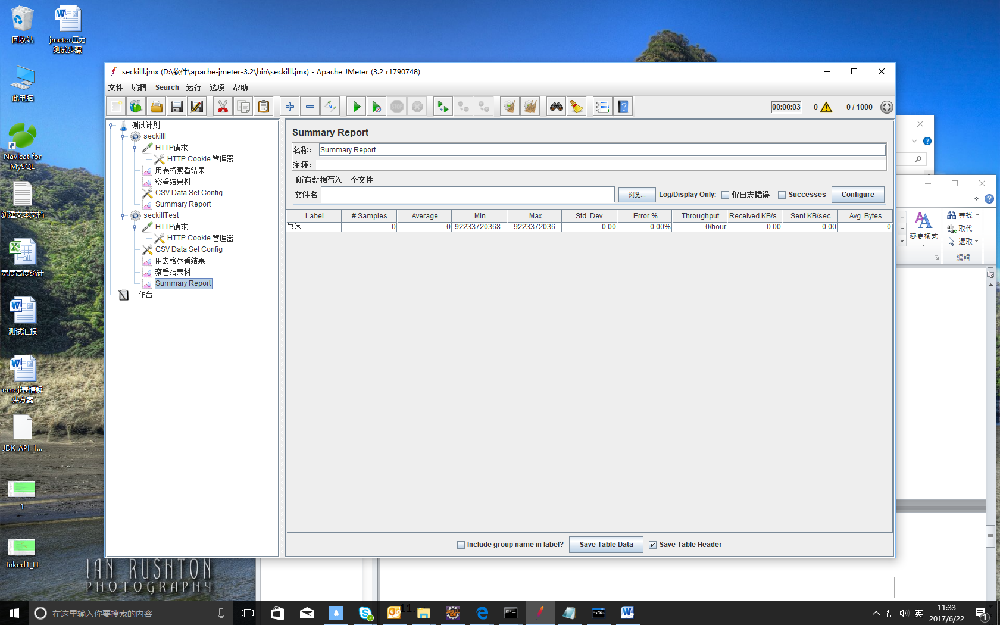 回收站
jmeter压力
测试步骤
此电脑
Navicat for
MySQL
新建文本文档
宽度高度统计
测试汇报
emoji表情解
决方案
JDK_API_1...
1
Inked1_LI
seckilll.jmx (D:\软件\apache-jmeter-3.2\bin\seckilll.jmx) - Apache JMeter (3.2 r1790748)
文件 编辑 Search 运行 选项 帮助
00:00:03 0 0 / 1000
测试计划
seckilll
HTTP请求
HTTP Cookie 管理器
用表格察看结果
察看结果树
CSV Data Set Config
Summary Report
seckillTest
HTTP请求
HTTP Cookie 管理器
CSV Data Set Config
用表格察看结果
察看结果树
Summary Report
工作台
Summary Report
名称： Summary Report
注释：
所有数据写入一个文件
文件名 浏览... Log/Display Only: 仅日志错误 Successes Configure
Label # Samples Average Min Max Std. Dev. Error % Throughput Received KB/s... Sent KB/sec Avg. Bytes
总体 0 0 92233720368... -9223372036... 0.00 0.00% .0/hour 0.00 0.00 .0
Include group name in label? Save Table Data Save Table Header
尋找
取代
選取
變更樣式
編輯
IAN RUSHTON
PHOTOGRAPHY
在这里输入你要搜索的内容
11.
英
11:33
2017/6/22
1